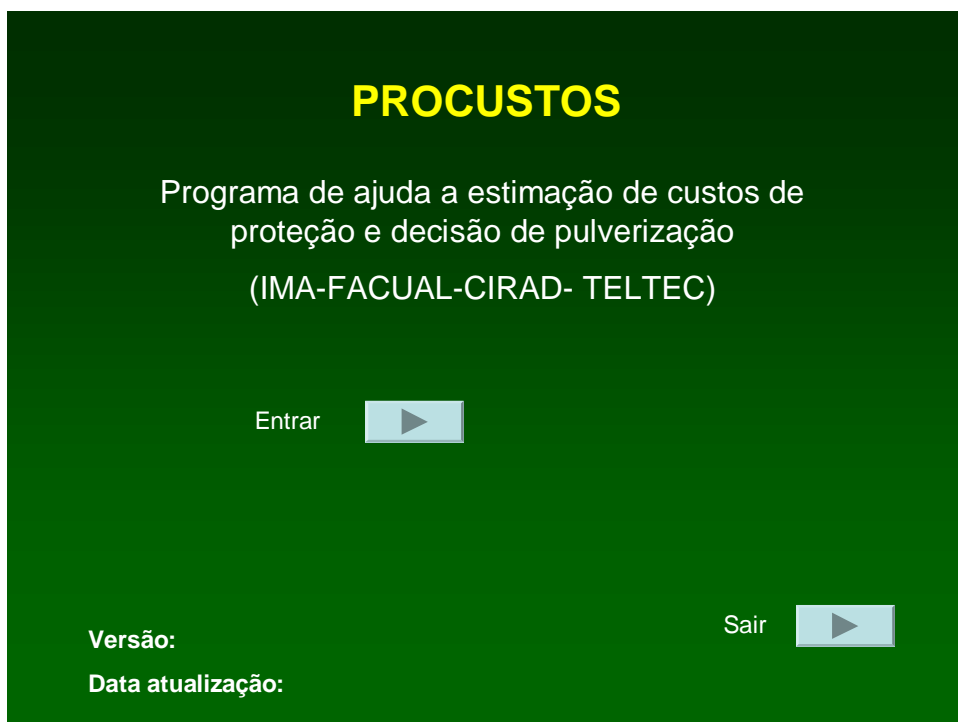 PROCUSTOS
Programa de ajuda a estimação de custos de
proteção e decisão de pulverização
(IMA-FACUAL-CIRAD- TELTEC)
Entrar
Sair
Versão:
Data atualização: